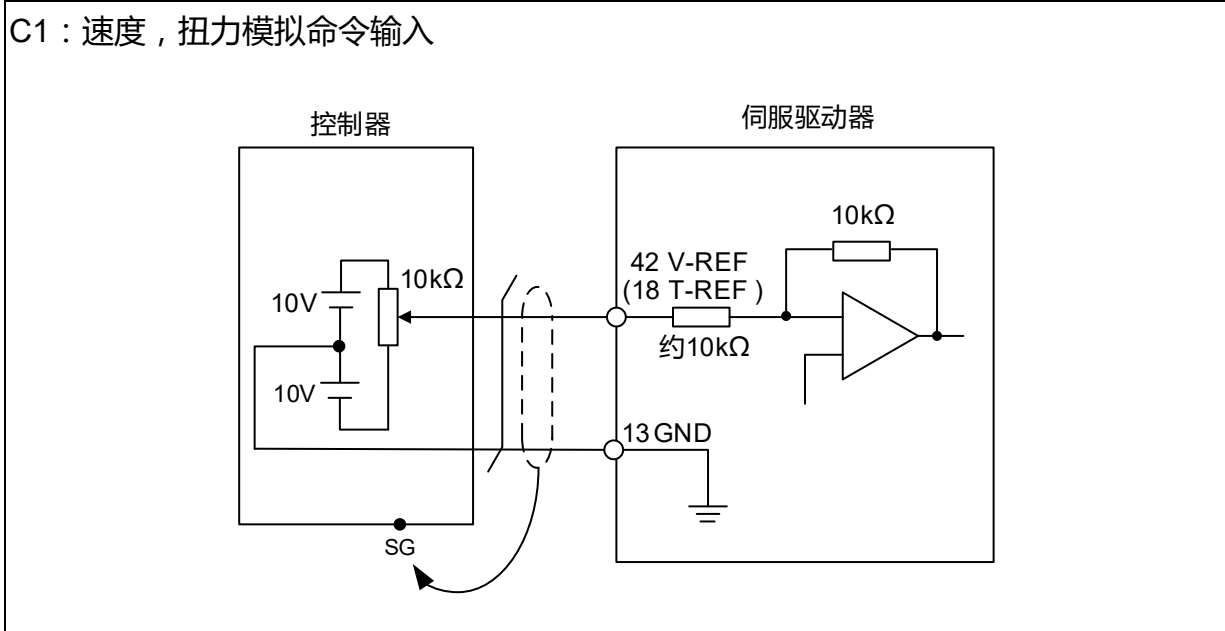 C1：速度，扭力模拟命令输入
控制器
伺服驱动器
10kΩ
42 V-REF
(18 T-REF )
10kΩ
10V
约10kΩ
10V
13 GND
SG